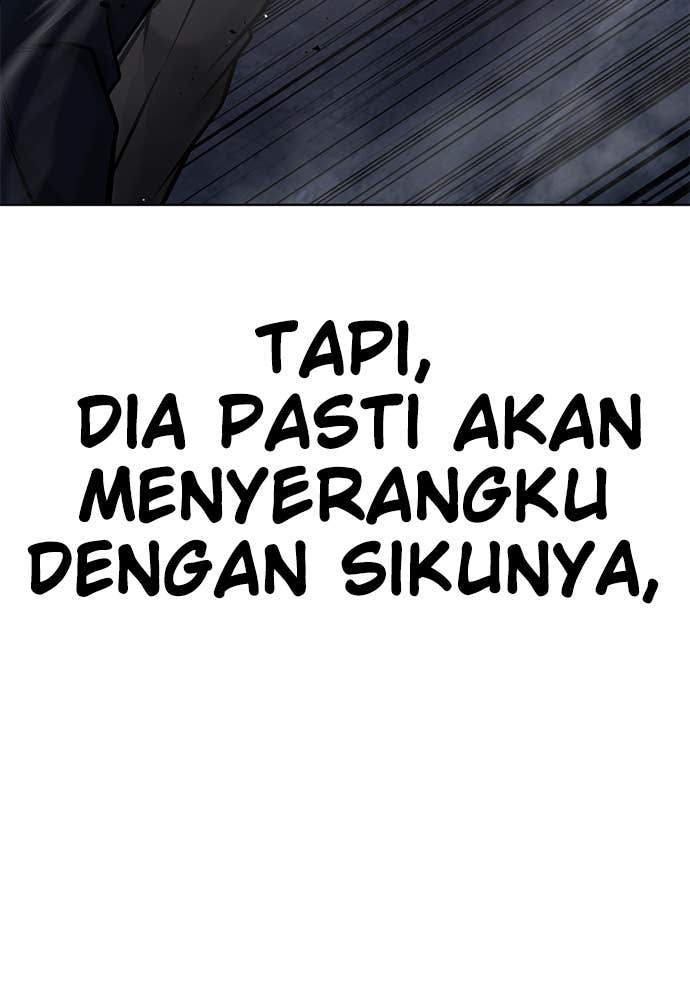 TAPI,
DIA PASTI AKAN
MENYERANGKU
DENGAN SIKUNYA,